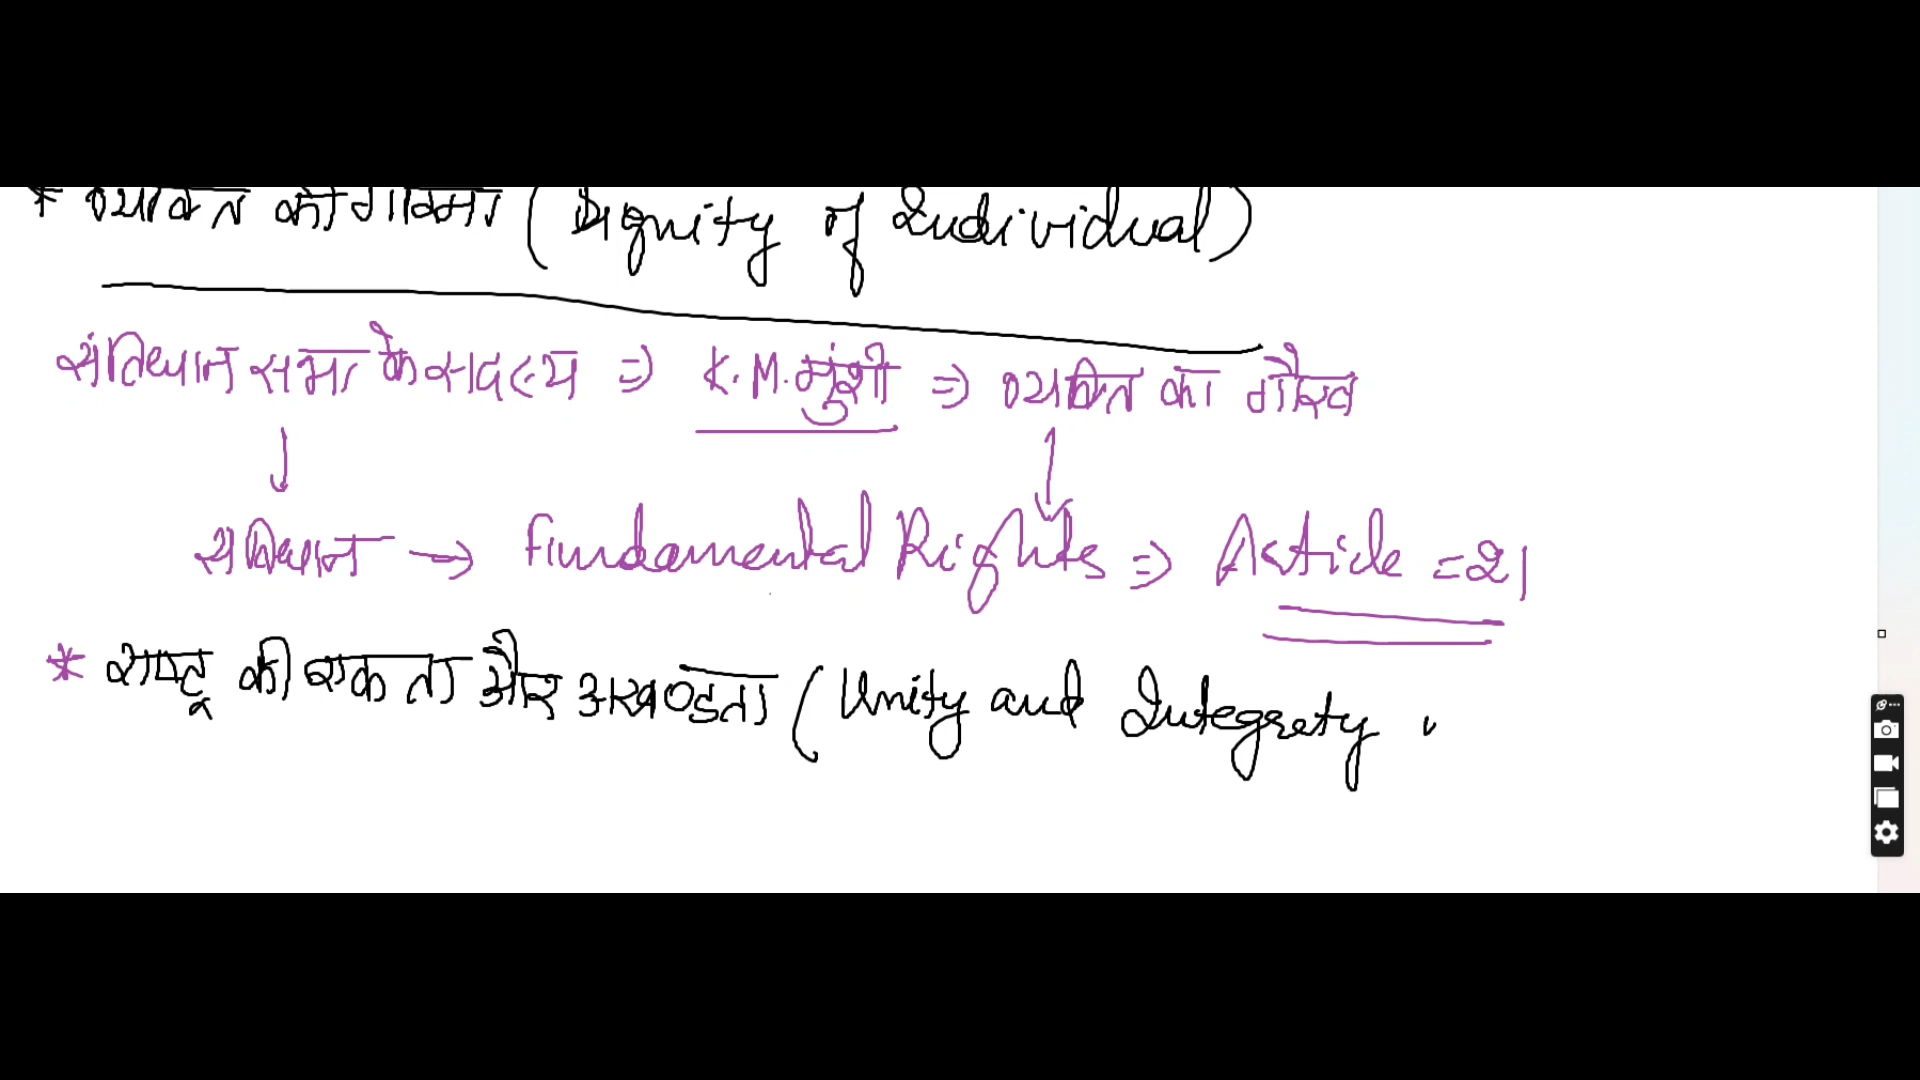 * व्यक्ति की गरिमा (Dignity of Individual)
संविधान सभा के सदस्य => K.M. मुंशी => व्यक्ति का गौरव
↓ ↓
संविधान → Fundamental Rights => Article = 21
* राष्ट्र की एकता और अखण्डता (Unity and Integrety